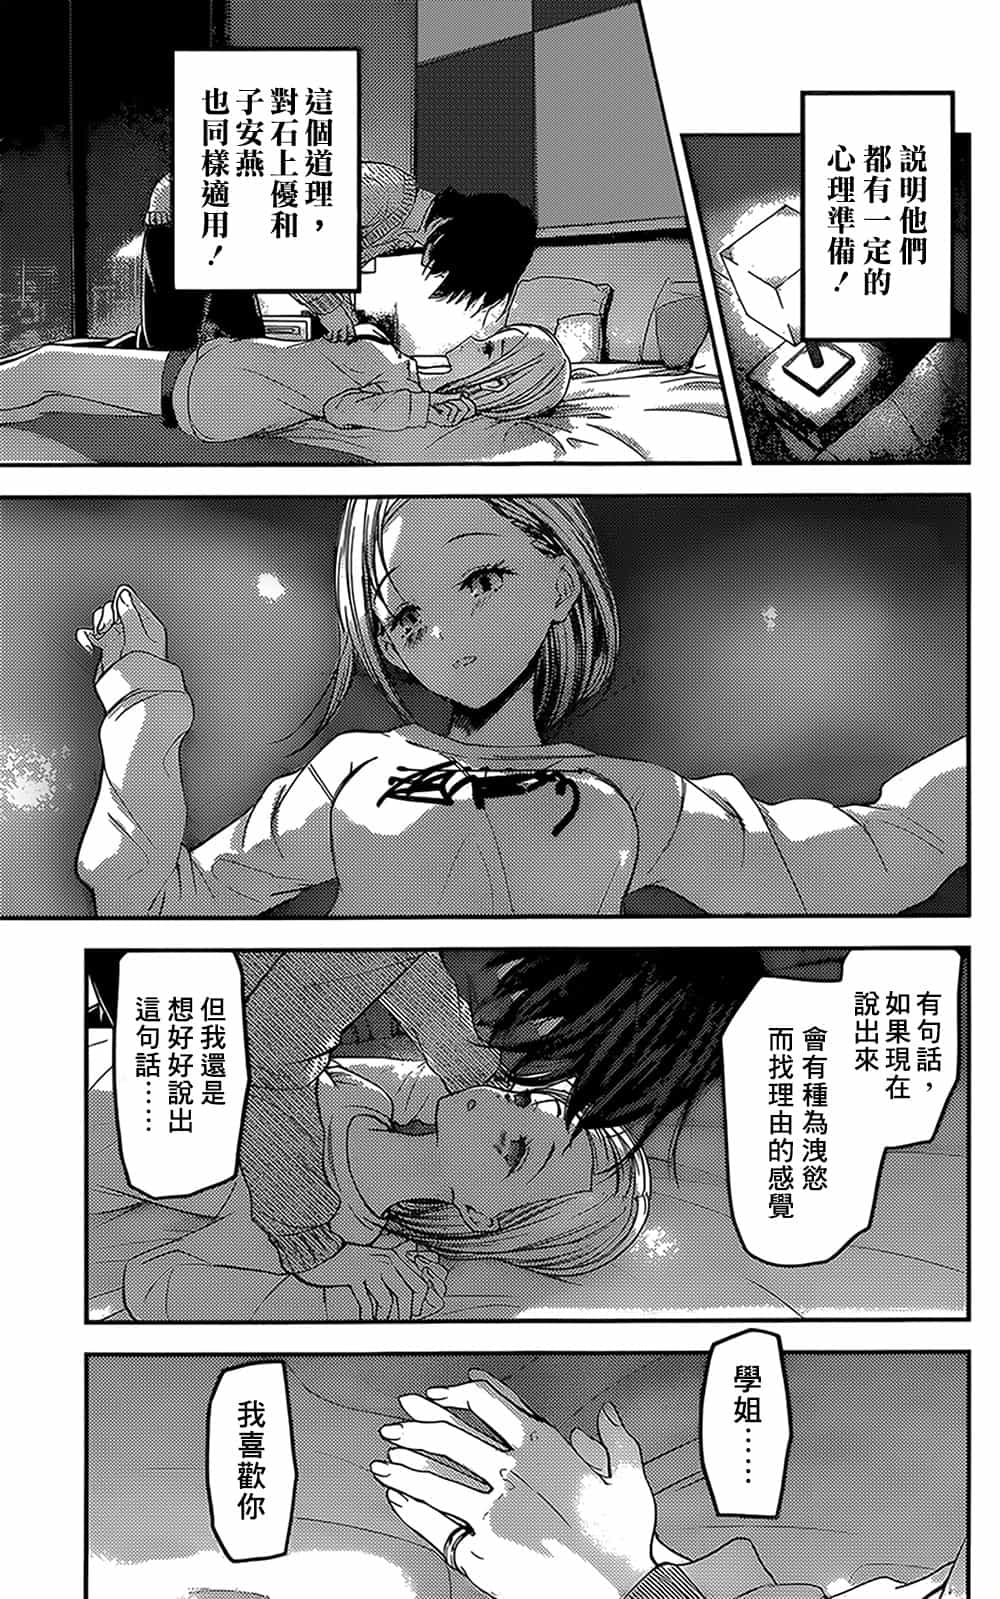 說明他們
都有一定的
心理準備！
這個道理，
對石上優和
子安燕
也同樣適用！
有句話，
如果現在
說出來
會有種為洩慾
而找理由的感覺
但我還是
想好好說出
這句話……
學姐……
我喜歡你